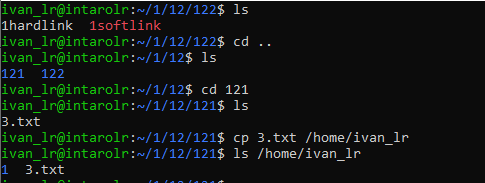 ivan_lr@intarolr:~/1/12/122$ ls
1hardlink  1softlink
ivan_lr@intarolr:~/1/12/122$ cd ..
ivan_lr@intarolr:~/1/12$ ls
121  122
ivan_lr@intarolr:~/1/12$ cd 121
ivan_lr@intarolr:~/1/12/121$ ls
3.txt
ivan_lr@intarolr:~/1/12/121$ cp 3.txt /home/ivan_lr
ivan_lr@intarolr:~/1/12/121$ ls /home/ivan_lr
1  3.txt